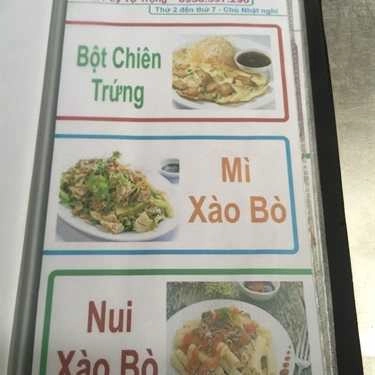 Thứ 2 đến thứ 7 - Chủ Nhật nghỉ
Bột Chiên
Trứng
Mì
Xào Bò
Nui
Xào Bò